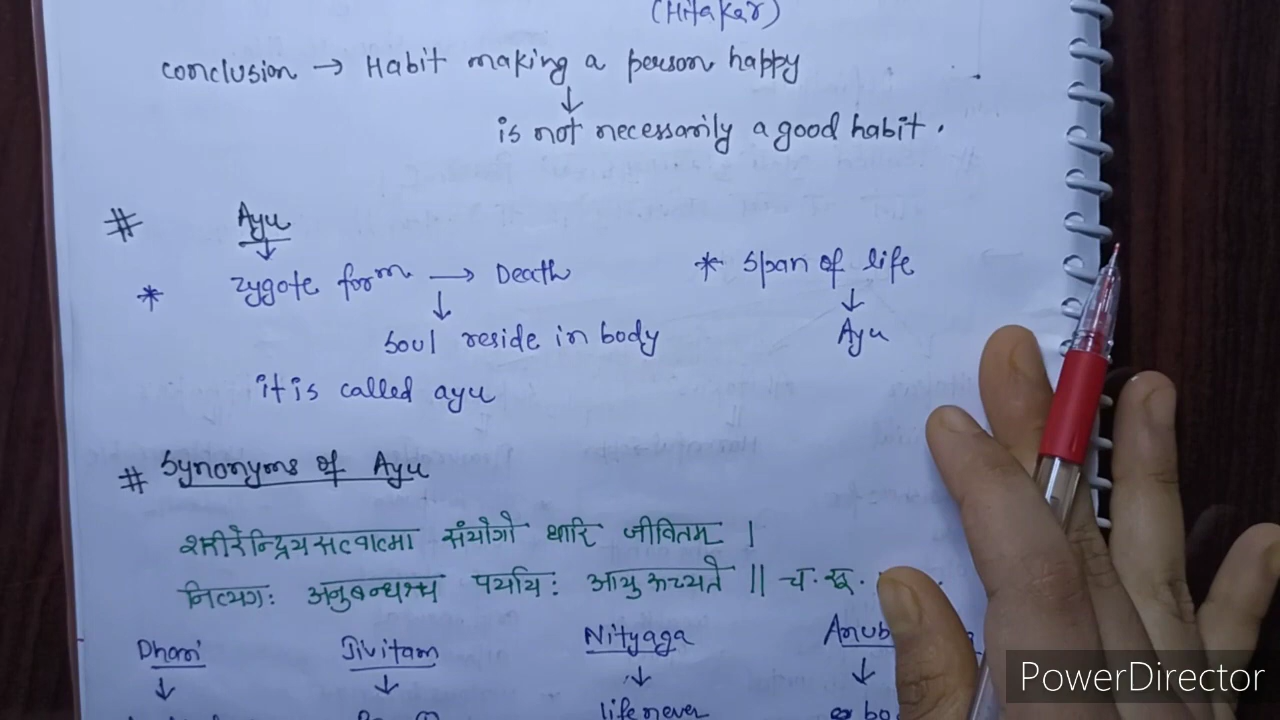 (Hitakar)
conclusion → Habit making a person happy
↓
is not necessarily a good habit.
# Ayu
↓
* zygote form → Death
↓
soul reside in body
it is called ayu
* span of life
↓
Ayu
# Synonyms of Ayu
शरीरेन्द्रियसत्वात्मा संयोगो धारि जीवितम् |
नित्यगः अनुबन्धश्च पर्यायैः आयु रुच्यते || च. सू.
Dhari Jivitam Nityaga Anub
↓ ↓ ↓ ↓
life never
PowerDirector